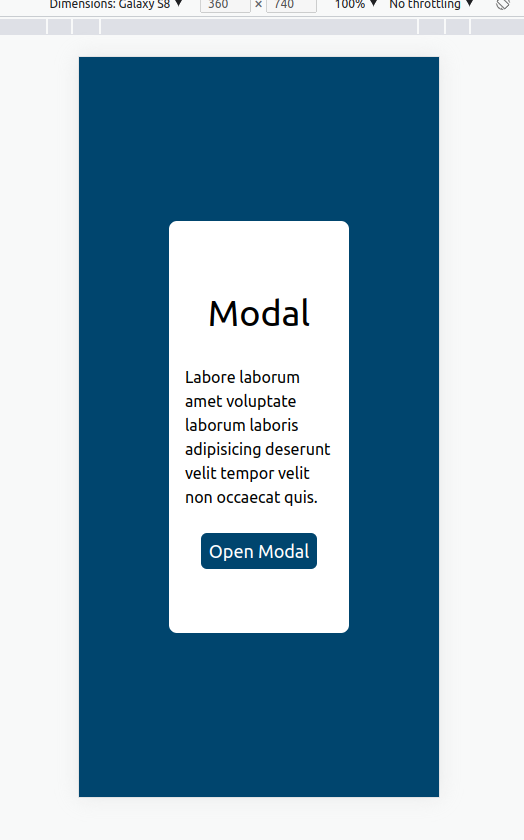 Dimensions: Galaxy S8 ▼ 360 × 740 100% ▼ No throttling ▼
Modal
Labore laborum
amet voluptate
laborum laboris
adipisicing deserunt
velit tempor velit
non occaecat quis.
Open Modal